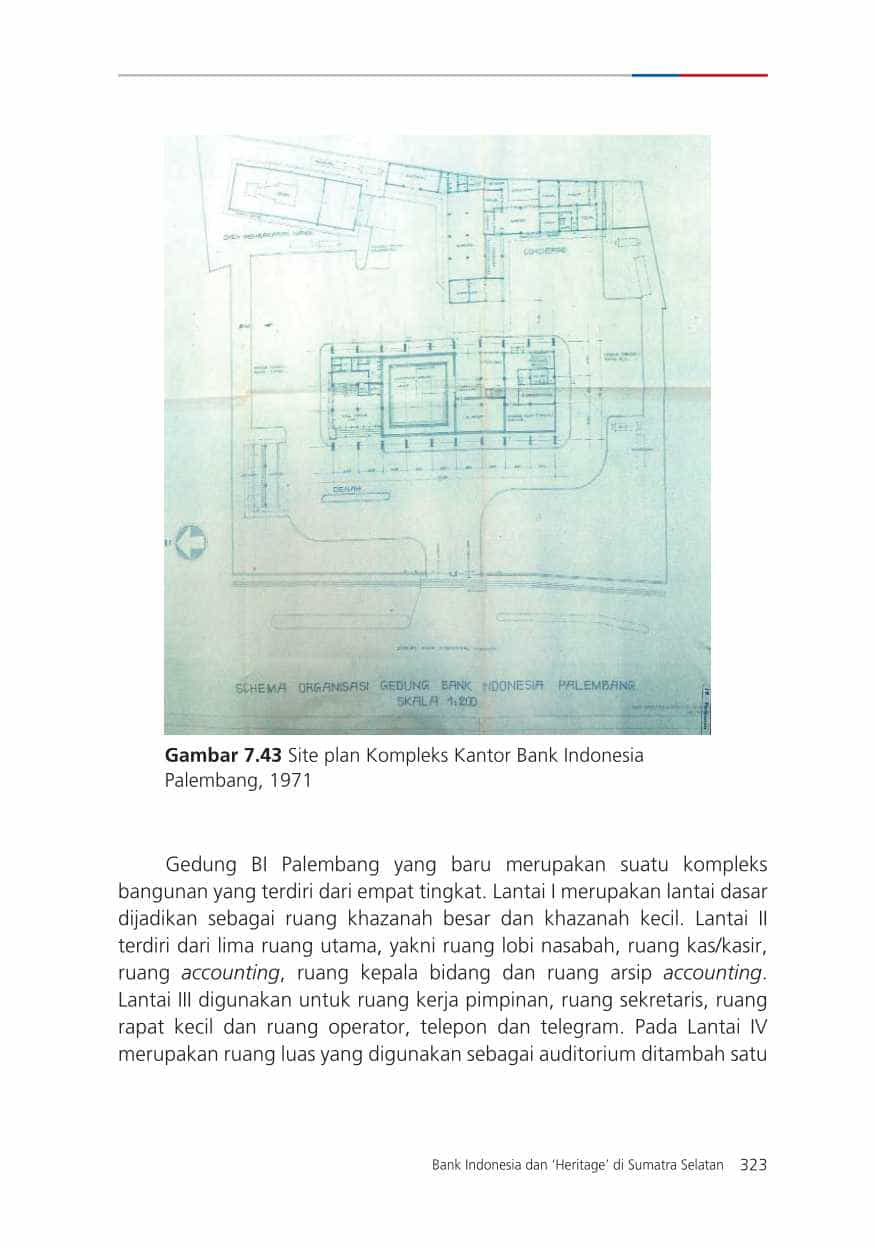 CONCIERGE
DENAH
SCHEMA ORGANISASI GEDUNG BANK INDONESIA PALEMBANG
SKALA 1:200
Gambar 7.43 Site plan Kompleks Kantor Bank Indonesia
Palembang, 1971
Gedung BI Palembang yang baru merupakan suatu kompleks
bangunan yang terdiri dari empat tingkat. Lantai I merupakan lantai dasar
dijadikan sebagai ruang khazanah besar dan khazanah kecil. Lantai II
terdiri dari lima ruang utama, yakni ruang lobi nasabah, ruang kas/kasir,
ruang accounting, ruang kepala bidang dan ruang arsip accounting.
Lantai III digunakan untuk ruang kerja pimpinan, ruang sekretaris, ruang
rapat kecil dan ruang operator, telepon dan telegram. Pada Lantai IV
merupakan ruang luas yang digunakan sebagai auditorium ditambah satu
Bank Indonesia dan ‘Heritage’ di Sumatra Selatan 323